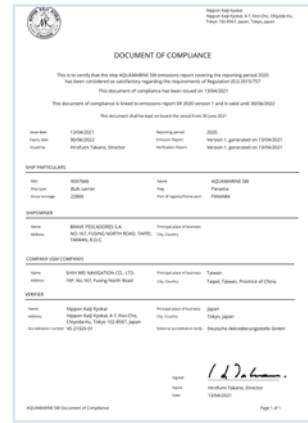 Nippon Kaiji Kyokai
Nippon Kaiji Kyokai, 4-7, Kioi-Cho, Chiyoda-Ku,
Tokyo 102-8567, Japan, Tokyo, Japan
DOCUMENT OF COMPLIANCE
This is to certify that the ship AQUAMARINE SW emissions report covering the reporting period 2020
has been considered as satisfactory regarding the requirements of Regulation (EU) 2015/757
This document of compliance has been issued on 13/04/2021
This document of compliance is linked to emissions report ER 2020 version 1 and is valid until 30/06/2022
This document shall be kept on board the vessel from 30 June 2021
Issue date 13/04/2021 Reporting period 2020
Expiry date 30/06/2022 Emission Report Version 1, generated on 13/04/2021
Issued by Hirofumi Takano, Director Verification Report Version 1, generated on 13/04/2021
SHIP PARTICULARS
IMO Name AQUAMARINE SW
Ship type Bulk carrier Flag Panama
Gross tonnage 22866 Port of registry/Home port PANAMA
SHIPOWNER
Name BRAVE PESCADORES S.A. Principal place of business
Address NO.167, FUSING NORTH ROAD, TAIPEI, City, Country
TAIWAN, R.O.C.
COMPANY (ISM COMPANY)
Name SHIH WEI NAVIGATION CO., LTD. Principal place of business Taiwan
Address 16F, No.167, Fusing North Road City, Country Taipei, Taiwan, Province of China
VERIFIER
Name Nippon Kaiji Kyokai Principal place of business Japan
Address Nippon Kaiji Kyokai, 4-7, Kioi-Cho, City, Country Tokyo, Japan
Chiyoda-Ku, Tokyo 102-8567, Japan
Accreditation number VS-21325-01 National accreditation body Deutsche Akkreditierungsstelle GmbH
Signed
Name Hirofumi Takano, Director
Date 13/04/2021
AQUAMARINE SW Document of Compliance Page 1 of 1